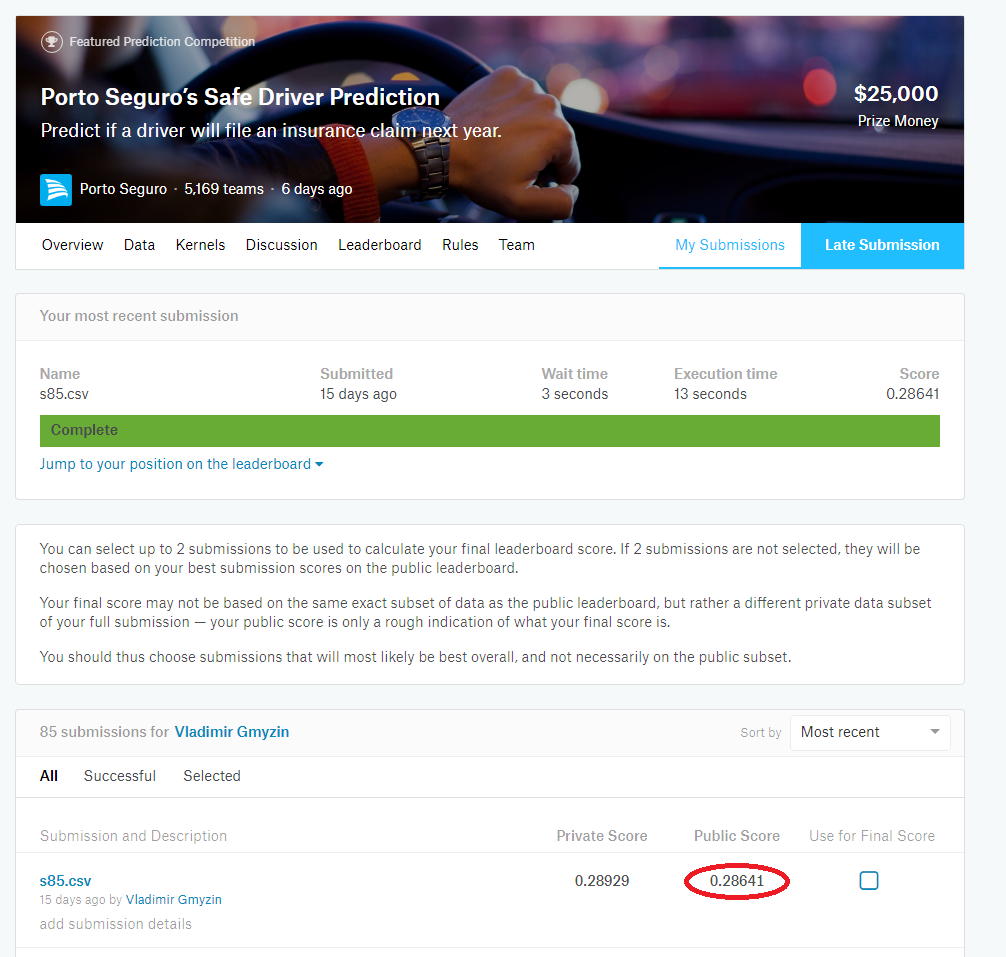 Featured Prediction Competition
Porto Seguro's Safe Driver Prediction
$25,000
Predict if a driver will file an insurance claim next year.
Prize Money
Porto Seguro · 5,169 teams · 6 days ago
Overview Data Kernels Discussion Leaderboard Rules Team My Submissions Late Submission
Your most recent submission
Name Submitted Wait time Execution time Score
s85.csv 15 days ago 3 seconds 13 seconds 0.28641
Complete
Jump to your position on the leaderboard
You can select up to 2 submissions to be used to calculate your final leaderboard score. If 2 submissions are not selected, they will be
chosen based on your best submission scores on the public leaderboard.
Your final score may not be based on the same exact subset of data as the public leaderboard, but rather a different private data subset
of your full submission — your public score is only a rough indication of what your final score is.
You should thus choose submissions that will most likely be best overall, and not necessarily on the public subset.
85 submissions for Vladimir Gmyzin Sort by Most recent
All Successful Selected
Submission and Description Private Score Public Score Use for Final Score
s85.csv 0.28929 0.28641
15 days ago by Vladimir Gmyzin
add submission details